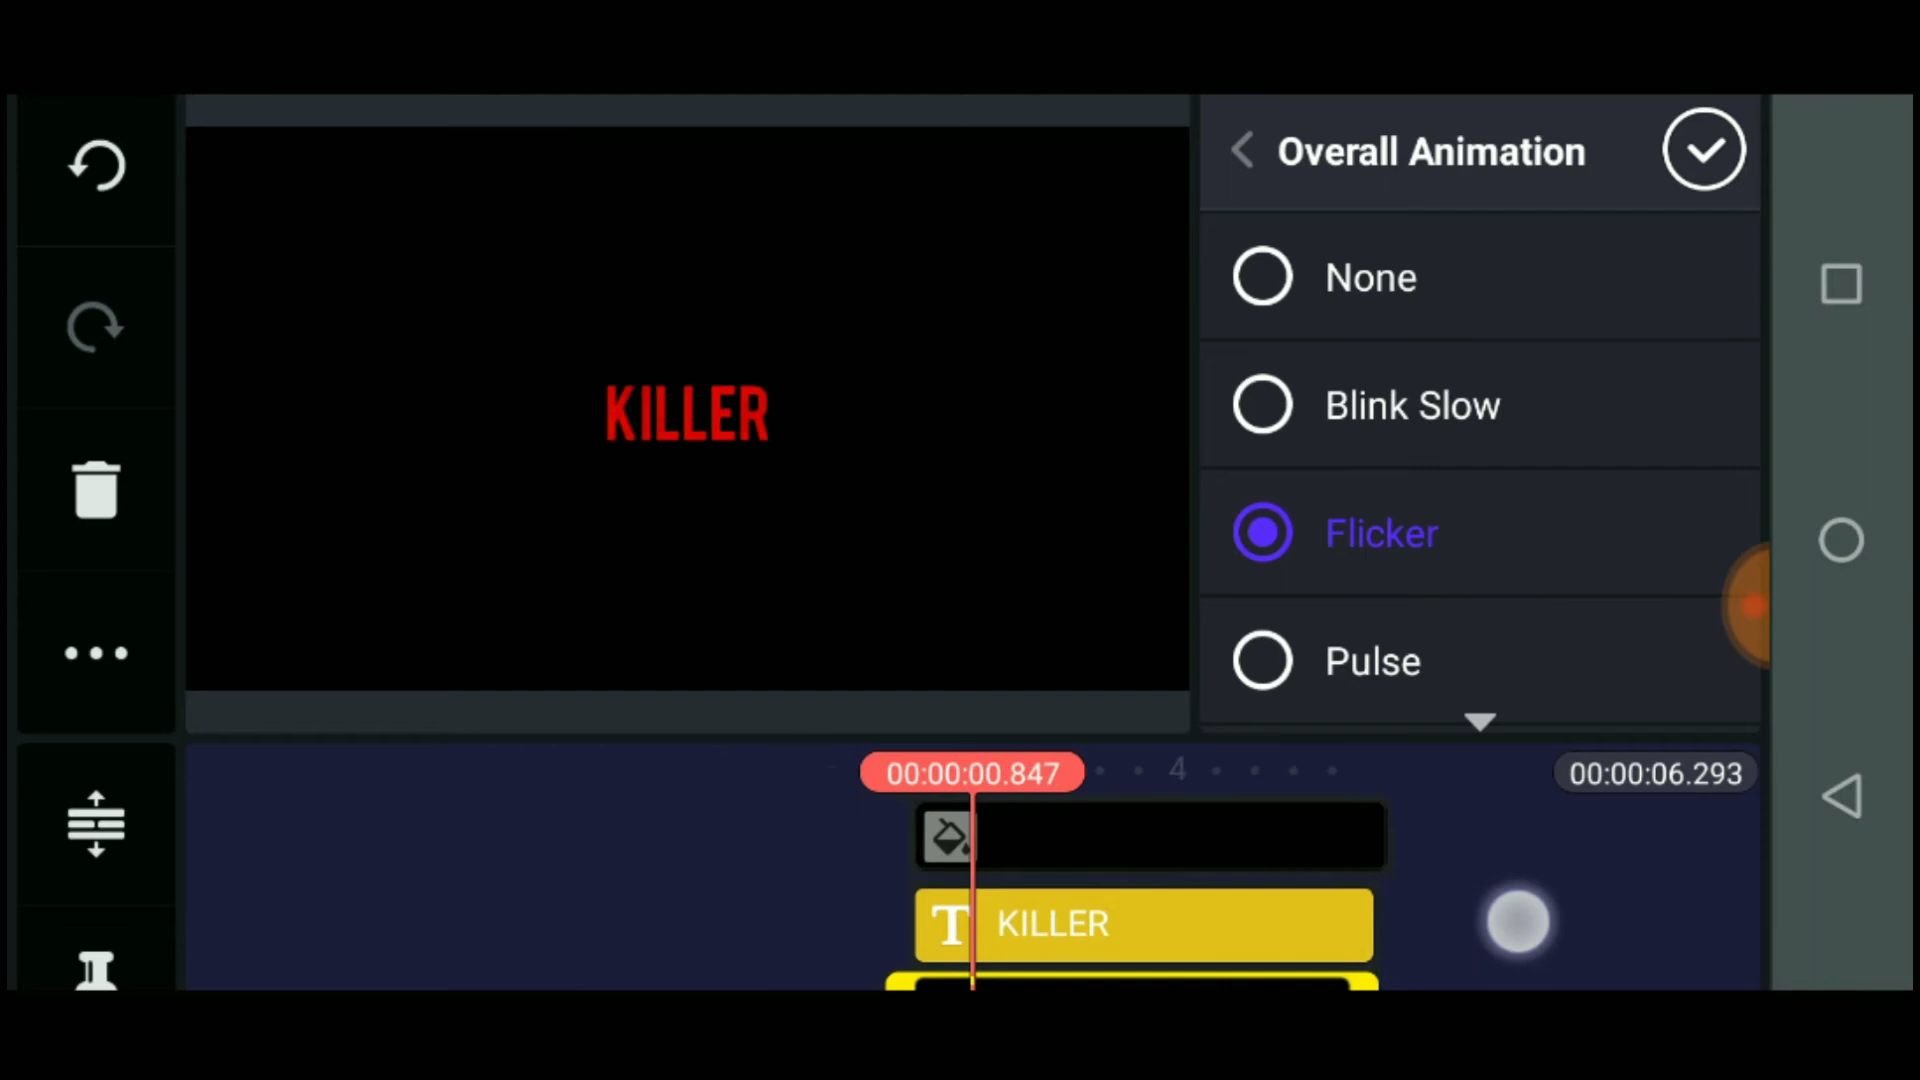 Overall Animation
None
Blink Slow
Flicker
Pulse
KILLER
00:00:00.847
4
00:00:06.293
T KILLER